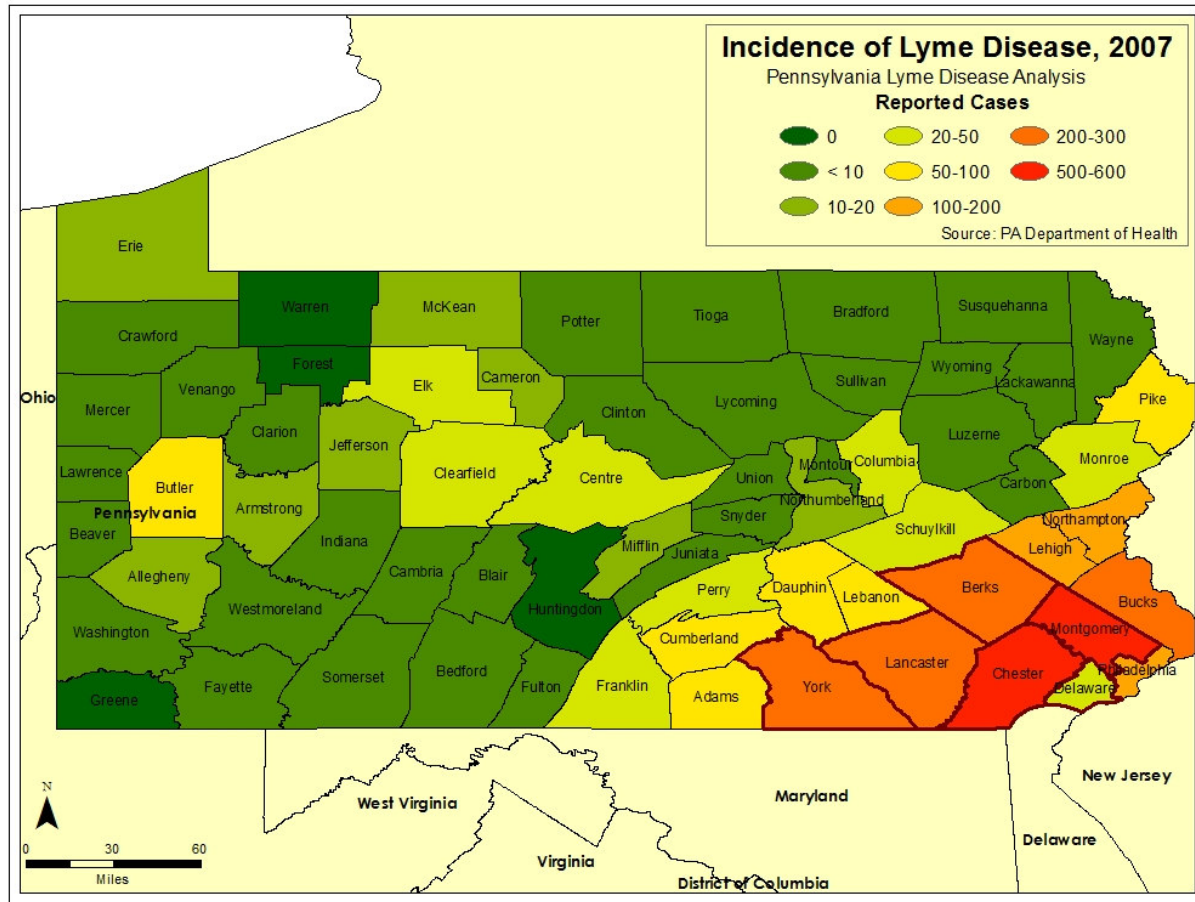 Incidence of Lyme Disease, 2007
Pennsylvania Lyme Disease Analysis
Reported Cases
0
20-50
200-300
< 10
50-100
500-600
10-20
100-200
Source: PA Department of Health
Erie
Warren
McKean
Potter
Tioga
Bradford
Susquehanna
Wayne
Crawford
Forest
Elk
Cameron
Venango
Sullivan
Wyoming
Lackawanna
Ohio
Mercer
Clinton
Lycoming
Pike
Clarion
Jefferson
Luzerne
Lawrence
Butler
Clearfield
Centre
Union
Montour
Columbia
Monroe
Carbon
Pennsylvania
Armstrong
Northumberland
Beaver
Indiana
Snyder
Schuylkill
Northampton
Allegheny
Cambria
Blair
Mifflin
Juniata
Lehigh
Westmoreland
Huntingdon
Perry
Dauphin
Lebanon
Berks
Bucks
Washington
Cumberland
Montgomery
Greene
Fayette
Somerset
Bedford
Fulton
Franklin
Adams
York
Lancaster
Chester
Philadelphia
Delaware
New Jersey
West Virginia
Maryland
Delaware
Virginia
District of Columbia
N
0
30
60
Miles